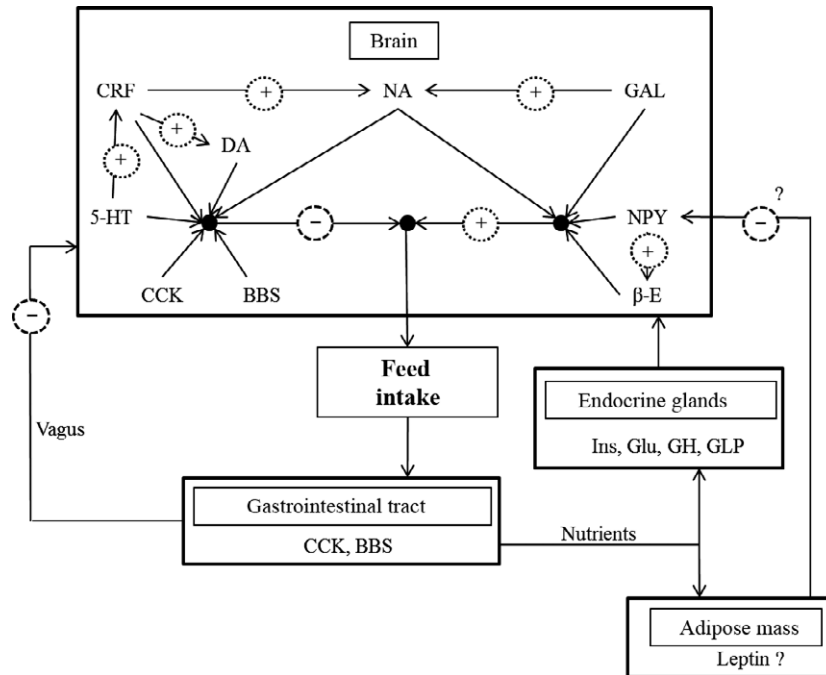 Brain
CRF + NA + GAL
+
DA
+
5-HT
− +
NPY
?
−
+
CCK BBS β-E
−
Feed
intake
Endocrine glands
Ins, Glu, GH, GLP
Vagus
Gastrointestinal tract
CCK, BBS
Nutrients
Adipose mass
Leptin ?